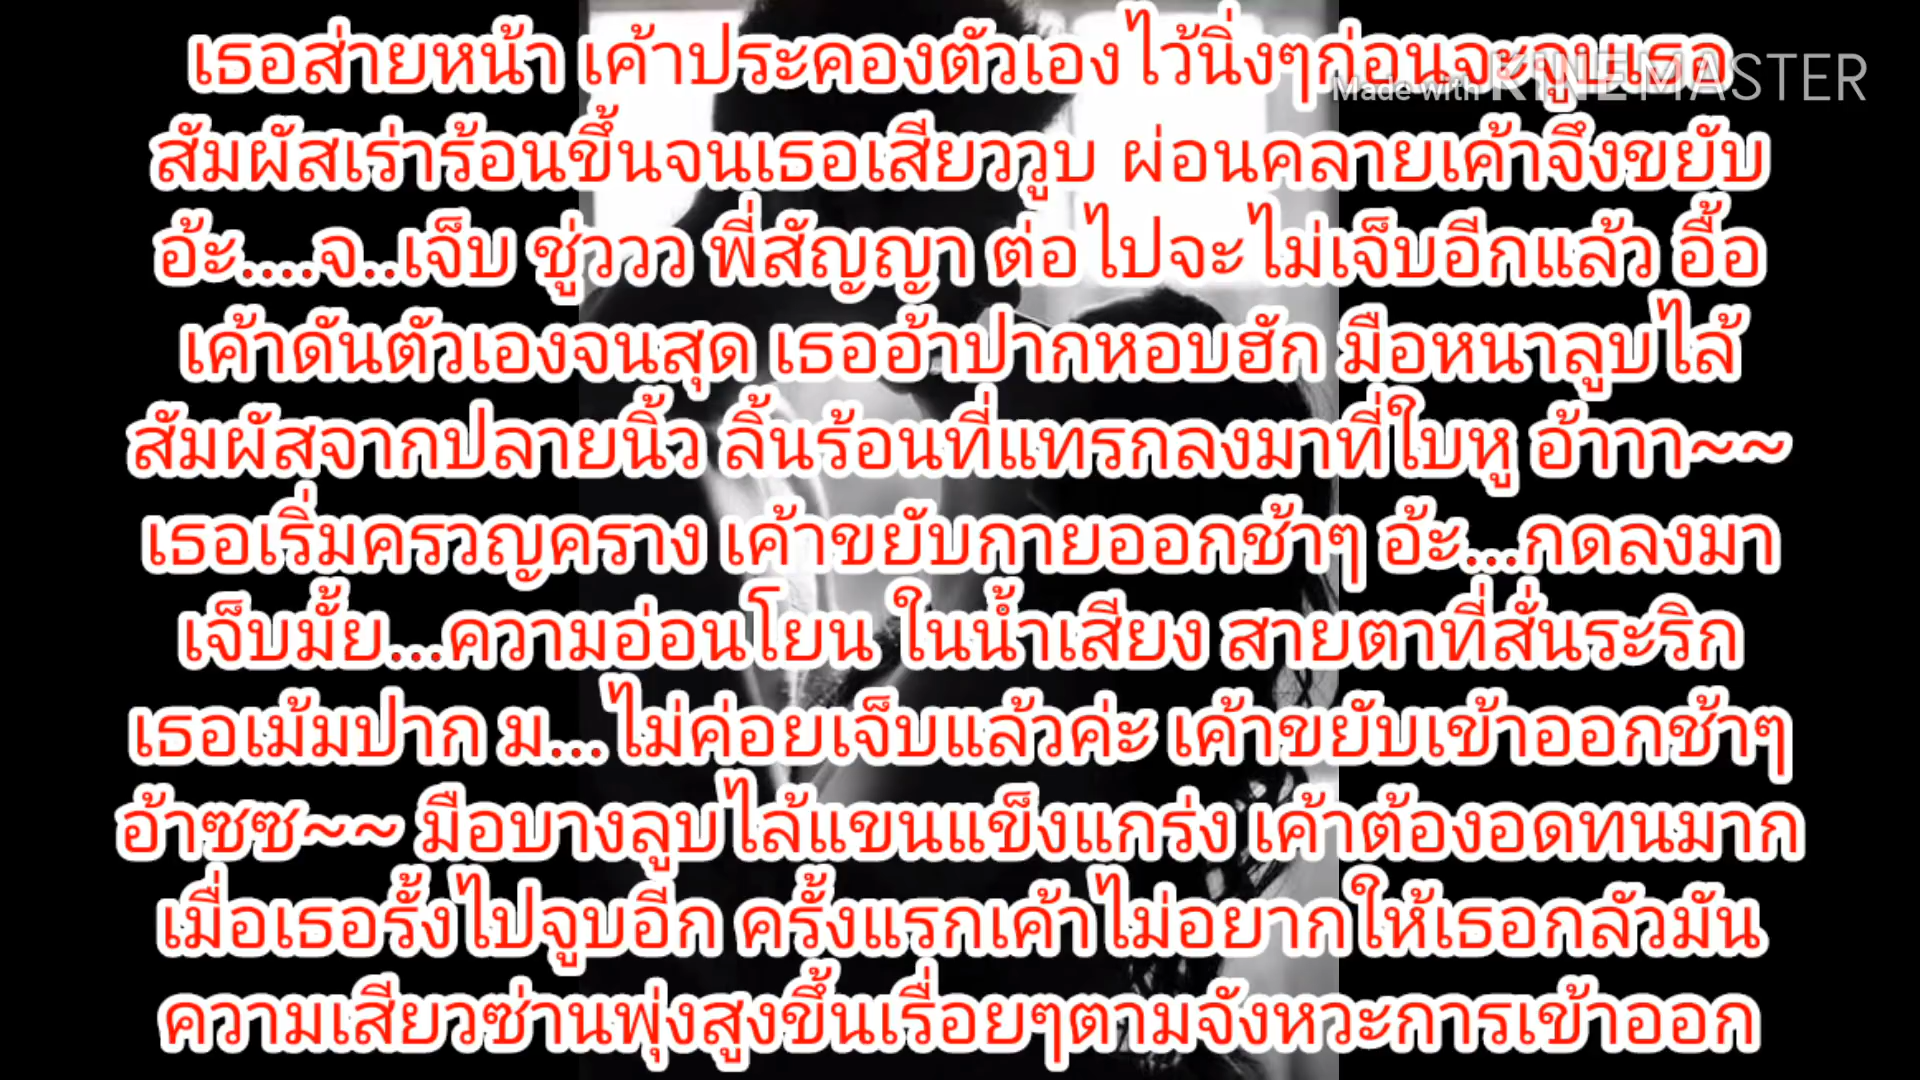 เธอส่ายหน้า เค้าประคองตัวเองไว้นิ่งๆก่อนจะจูบเธอ
Made with KINEMASTER
สัมผัสเร่าร้อนขึ้นจนเธอเสียววูบ ผ่อนคลายเค้าจึงขยับ
อ้ะ....จ..เจ็บ ชู่ววว พี่สัญญา ต่อไปจะไม่เจ็บอีกแล้ว อื้อ
เค้าดันตัวเองจนสุด เธออ้าปากหอบฮัก มือหนาลูบไล้
สัมผัสจากปลายนิ้ว ลิ้นร้อนที่แทรกลงมาที่ใบหู อ้าาา~~
เธอเริ่มครวญคราง เค้าขยับกายออกช้าๆ อ้ะ...กดลงมา
เจ็บมั้ย...ความอ่อนโยน ในน้ำเสียง สายตาที่สั่นระริก
เธอเม้มปาก ม...ไม่ค่อยเจ็บแล้วค่ะ เค้าขยับเข้าออกช้าๆ
อ้าซซ~~ มือบางลูบไล้แขนแข็งแกร่ง เค้าต้องอดทนมาก
เมื่อเธอรั้งไปจูบอีก ครั้งแรกเค้าไม่อยากให้เธอกลัวมัน
ความเสียวซ่านพุ่งสูงขึ้นเรื่อยๆตามจังหวะการเข้าออก